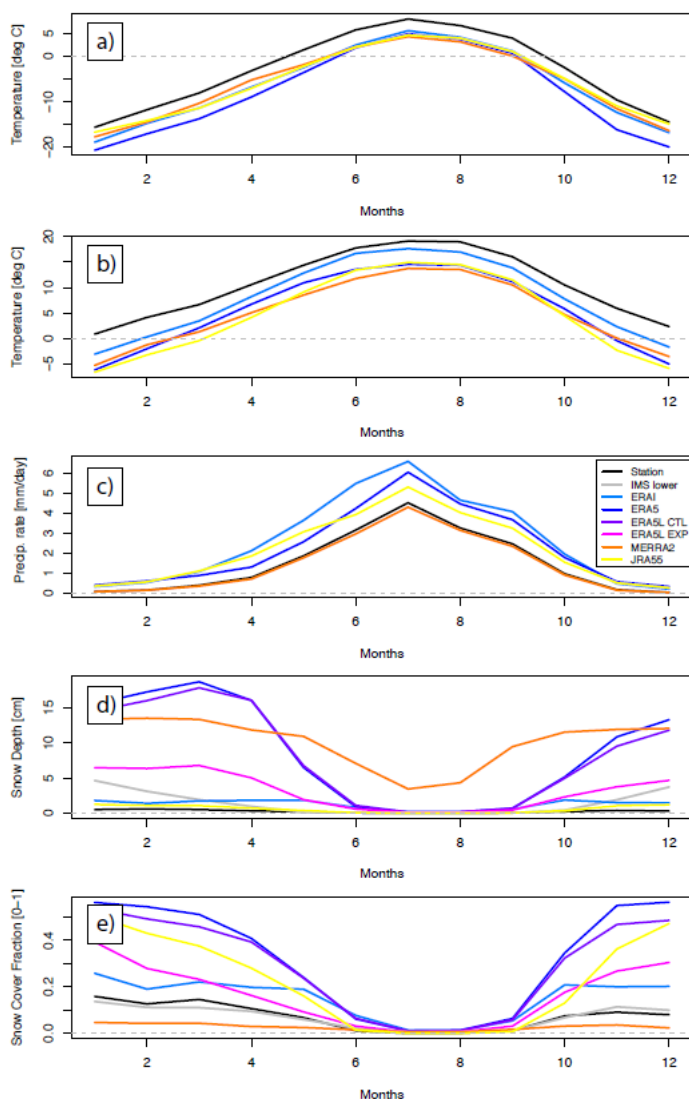 a)
Temperature [deg C]
5
0
−10
−20
2 4 6 8 10 12
Months
b)
Temperature [deg C]
20
15
10
5
0
−5
2 4 6 8 10 12
Months
c)
Precip. rate [mm/day]
6
5
4
3
2
1
0
Station
IMS lower
ERAI
ERA5
ERA5L CTL
ERA5L EXP
MERRA2
JRA55
2 4 6 8 10 12
Months
d)
Snow Depth [cm]
15
10
5
0
2 4 6 8 10 12
Months
e)
Snow Cover Fraction [0−1]
0.4
0.2
0.0
2 4 6 8 10 12
Months